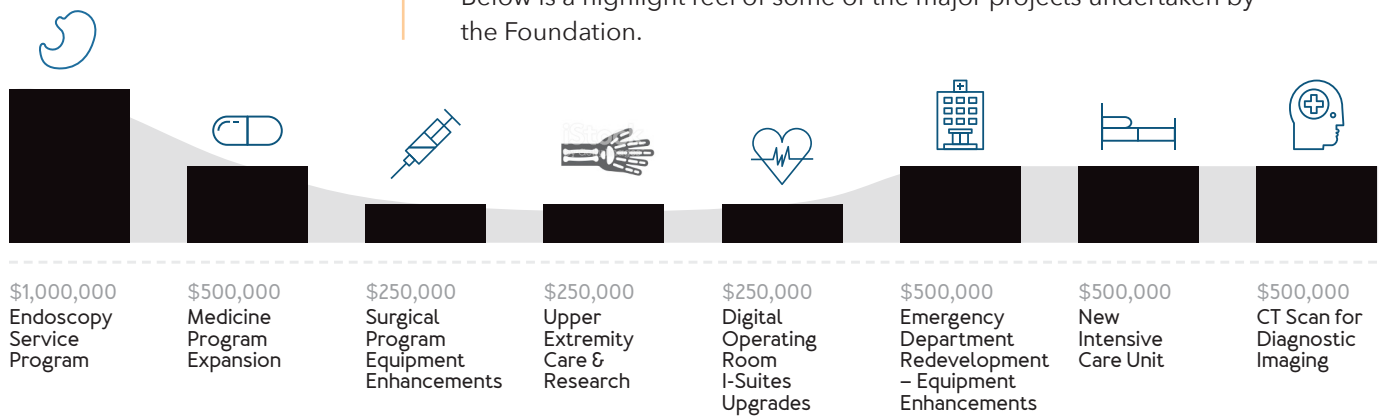 Below is a highlight reel of some of the major projects undertaken by
the Foundation.
iStock
$1,000,000
Endoscopy
Service
Program
$500,000
Medicine
Program
Expansion
$250,000
Surgical
Program
Equipment
Enhancements
$250,000
Upper
Extremity
Care &
Research
$250,000
Digital
Operating
Room
I-Suites
Upgrades
$500,000
Emergency
Department
Redevelopment
– Equipment
Enhancements
$500,000
New
Intensive
Care Unit
$500,000
CT Scan for
Diagnostic
Imaging